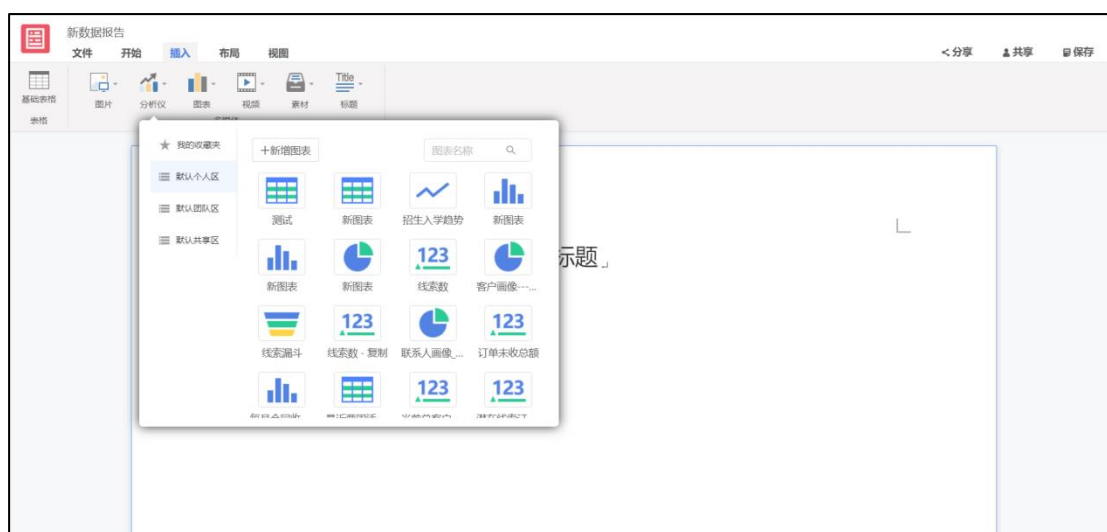 新数据报告
文件 开始 插入 布局 视图
分享 共享 保存
Title
基础表格 图片 分析仪 图表 视频 素材 标题
表格
我的收藏夹
+新增图表 图表名称
默认个人区
默认团队区
默认共享区
测试 新图表 招生入学趋势 新图表
标题
123
新图表 新图表 线索数 客户画像---...
123 123
线索漏斗 线索数 - 复制 联系人画像_... 订单未收总额
123 123